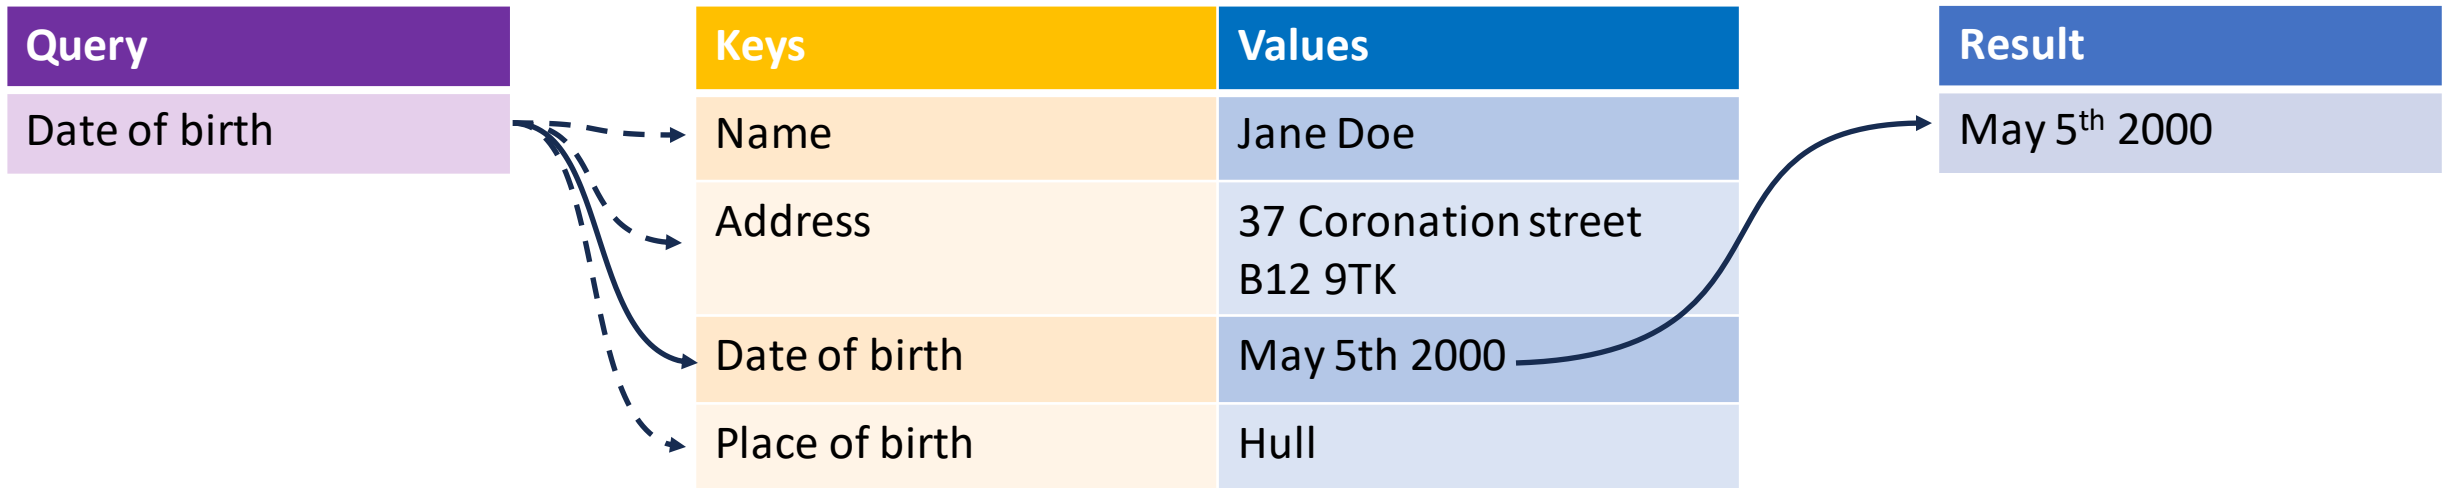 Query
Date of birth
Keys
Values
Name
Jane Doe
Address
37 Coronation street
B12 9TK
Date of birth
May 5th 2000
Place of birth
Hull
Result
May 5th 2000